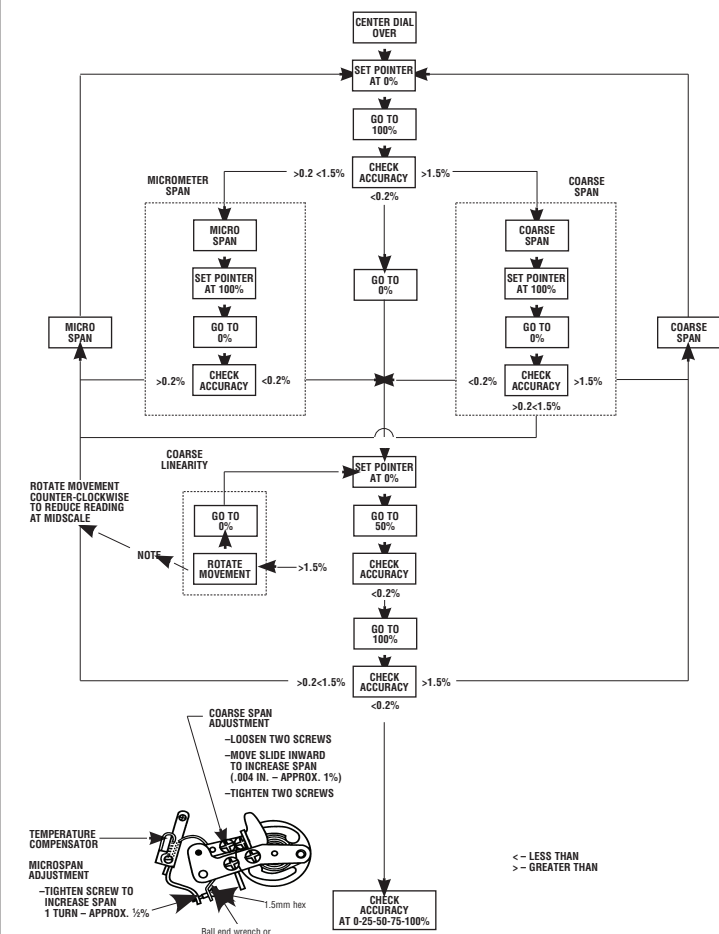 CENTER DIAL
OVER
SET POINTER
AT 0%
GO TO
100%
CHECK
ACCURACY
>0.2 <1.5%
>1.5%
<0.2%
MICROMETER
SPAN
MICRO
SPAN
SET POINTER
AT 100%
GO TO
0%
CHECK
ACCURACY
>0.2%
<0.2%
MICRO
SPAN
GO TO
0%
COARSE
SPAN
COARSE
SPAN
SET POINTER
AT 100%
GO TO
0%
CHECK
ACCURACY
<0.2%
>1.5%
>0.2<1.5%
COARSE
SPAN
COARSE
LINEARITY
GO TO
0%
ROTATE
MOVEMENT
>1.5%
NOTE
ROTATE MOVEMENT
COUNTER-CLOCKWISE
TO REDUCE READING
AT MIDSCALE
SET POINTER
AT 0%
GO TO
50%
CHECK
ACCURACY
<0.2%
GO TO
100%
CHECK
ACCURACY
>0.2<1.5%
>1.5%
<0.2%
COARSE SPAN
ADJUSTMENT
–LOOSEN TWO SCREWS
–MOVE SLIDE INWARD
TO INCREASE SPAN
(.004 IN. – APPROX. 1%)
–TIGHTEN TWO SCREWS
TEMPERATURE
COMPENSATOR
MICROSPAN
ADJUSTMENT
–TIGHTEN SCREW TO
INCREASE SPAN
1 TURN – APPROX. ½%
1.5mm hex
Ball end wrench or
< – LESS THAN
> – GREATER THAN
CHECK
ACCURACY
AT 0-25-50-75-100%